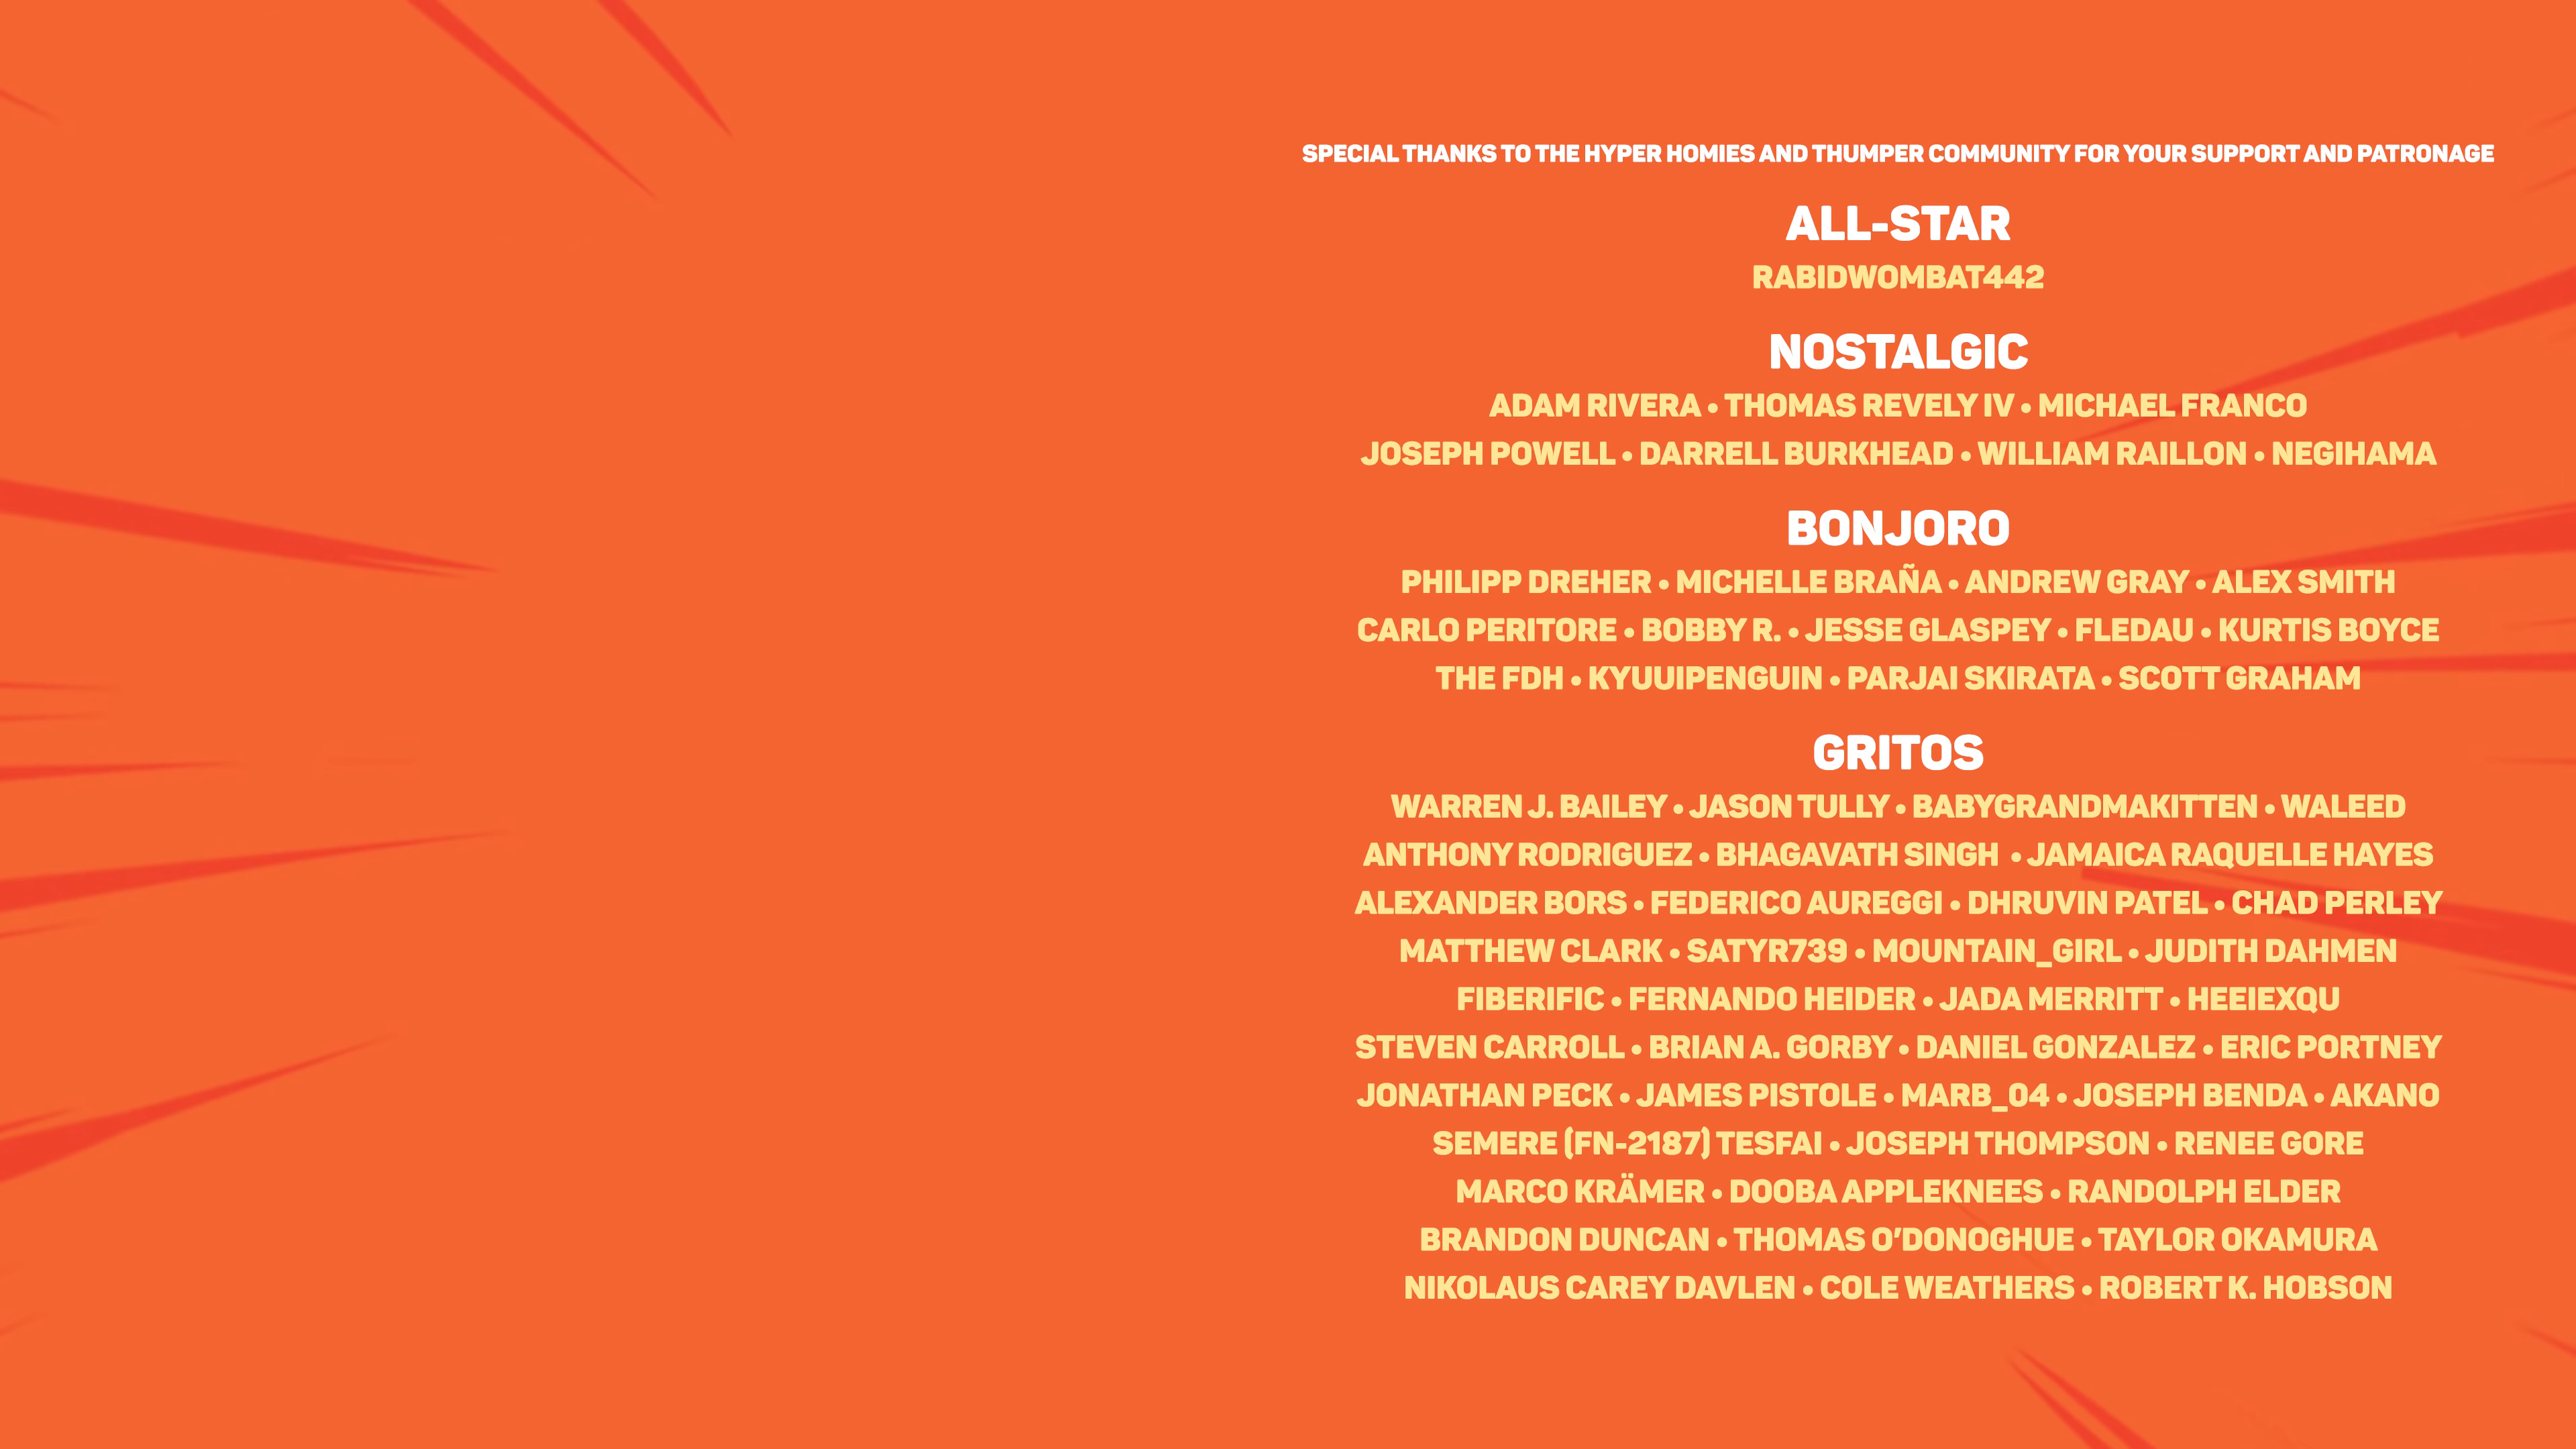 SPECIAL THANKS TO THE HYPER HOMIES AND THUMPER COMMUNITY FOR YOUR SUPPORT AND PATRONAGE
ALL-STAR
RABIDWOMBAT442
NOSTALGIC
ADAM RIVERA • THOMAS REVELY IV • MICHAEL FRANCO
JOSEPH POWELL • DARRELL BURKHEAD • WILLIAM RAILLON • NEGIHAMA
BONJORO
PHILIPP DREHER • MICHELLE BRAÑA • ANDREW GRAY • ALEX SMITH
CARLO PERITORE • BOBBY R. • JESSE GLASPEY • FLEDAU • KURTIS BOYCE
THE FDH • KYUUIPENGUIN • PARJAI SKIRATA • SCOTT GRAHAM
GRITOS
WARREN J. BAILEY • JASON TULLY • BABYGRANDMAKITTEN • WALEED
ANTHONY RODRIGUEZ • BHAGAVATH SINGH • JAMAICA RAQUELLE HAYES
ALEXANDER BORS • FEDERICO AUREGGI • DHRUVIN PATEL • CHAD PERLEY
MATTHEW CLARK • SATYR739 • MOUNTAIN_GIRL • JUDITH DAHMEN
FIBERIFIC • FERNANDO HEIDER • JADA MERRITT • HEEIEXQU
STEVEN CARROLL • BRIAN A. GORBY • DANIEL GONZALEZ • ERIC PORTNEY
JONATHAN PECK • JAMES PISTOLE • MARB_04 • JOSEPH BENDA • AKANO
SEMERE (FN-2187) TESFAI • JOSEPH THOMPSON • RENEE GORE
MARCO KRÄMER • DOOBA APPLEKNEES • RANDOLPH ELDER
BRANDON DUNCAN • THOMAS O'DONOGHUE • TAYLOR OKAMURA
NIKOLAUS CAREY DAVLEN • COLE WEATHERS • ROBERT K. HOBSON